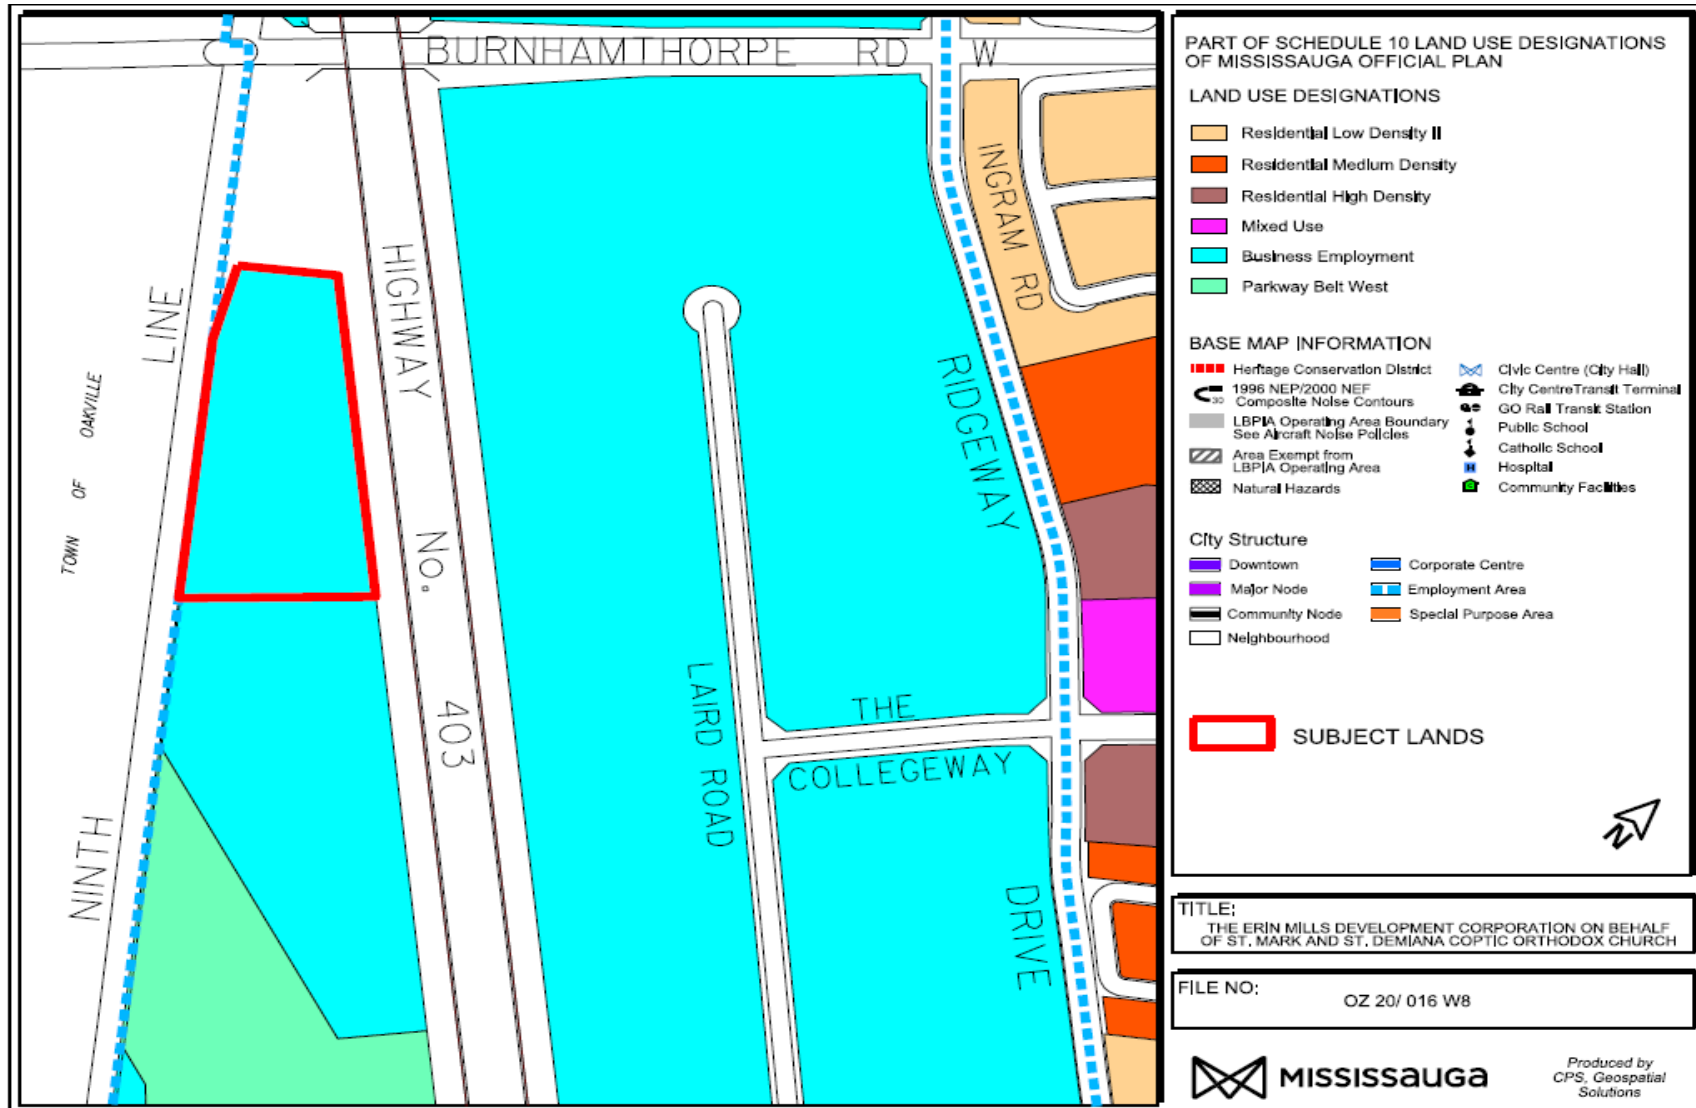 BURNHAMTHORPE RD W
INGRAM RD
HIGHWAY No. 403
NINTH LINE
TOWN OF OAKVILLE
RIDGEWAY DRIVE
LAIRD ROAD
THE
COLLEGEWAY
PART OF SCHEDULE 10 LAND USE DESIGNATIONS
OF MISSISSAUGA OFFICIAL PLAN
LAND USE DESIGNATIONS
Residential Low Density II
Residential Medium Density
Residential High Density
Mixed Use
Business Employment
Parkway Belt West
BASE MAP INFORMATION
Heritage Conservation District
1996 NEP/2000 NEF
Composite Noise Contours
30
LBPIA Operating Area Boundary
See Aircraft Noise Policies
Area Exempt from
LBPIA Operating Area
Natural Hazards
Civic Centre (City Hall)
City CentreTransit Terminal
GO Rail Transit Station
Public School
Catholic School
H
Hospital
Community Facilities
City Structure
Downtown
Major Node
Community Node
Neighbourhood
Corporate Centre
Employment Area
Special Purpose Area
SUBJECT LANDS
N
TITLE:
THE ERIN MILLS DEVELOPMENT CORPORATION ON BEHALF
OF ST. MARK AND ST. DEMIANA COPTIC ORTHODOX CHURCH
FILE NO:
OZ 20/ 016 W8
MISSISSAUGA
Produced by
CPS, Geospatial
Solutions